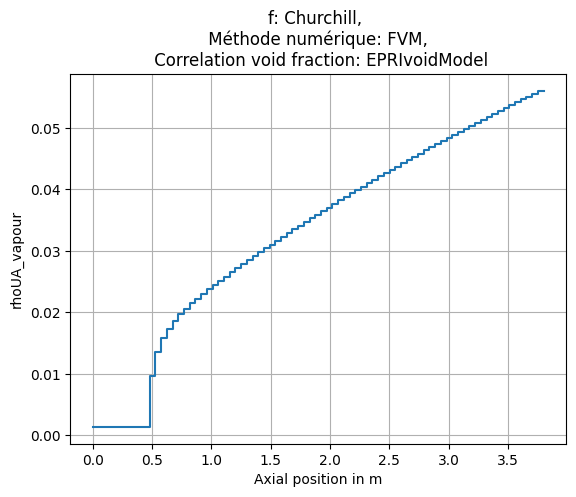 f: Churchill,
Méthode numérique: FVM,
Correlation void fraction: EPRIvoidModel
rhoUA_vapour
0.05
0.04
0.03
0.02
0.01
0.00
0.0 0.5 1.0 1.5 2.0 2.5 3.0 3.5
Axial position in m